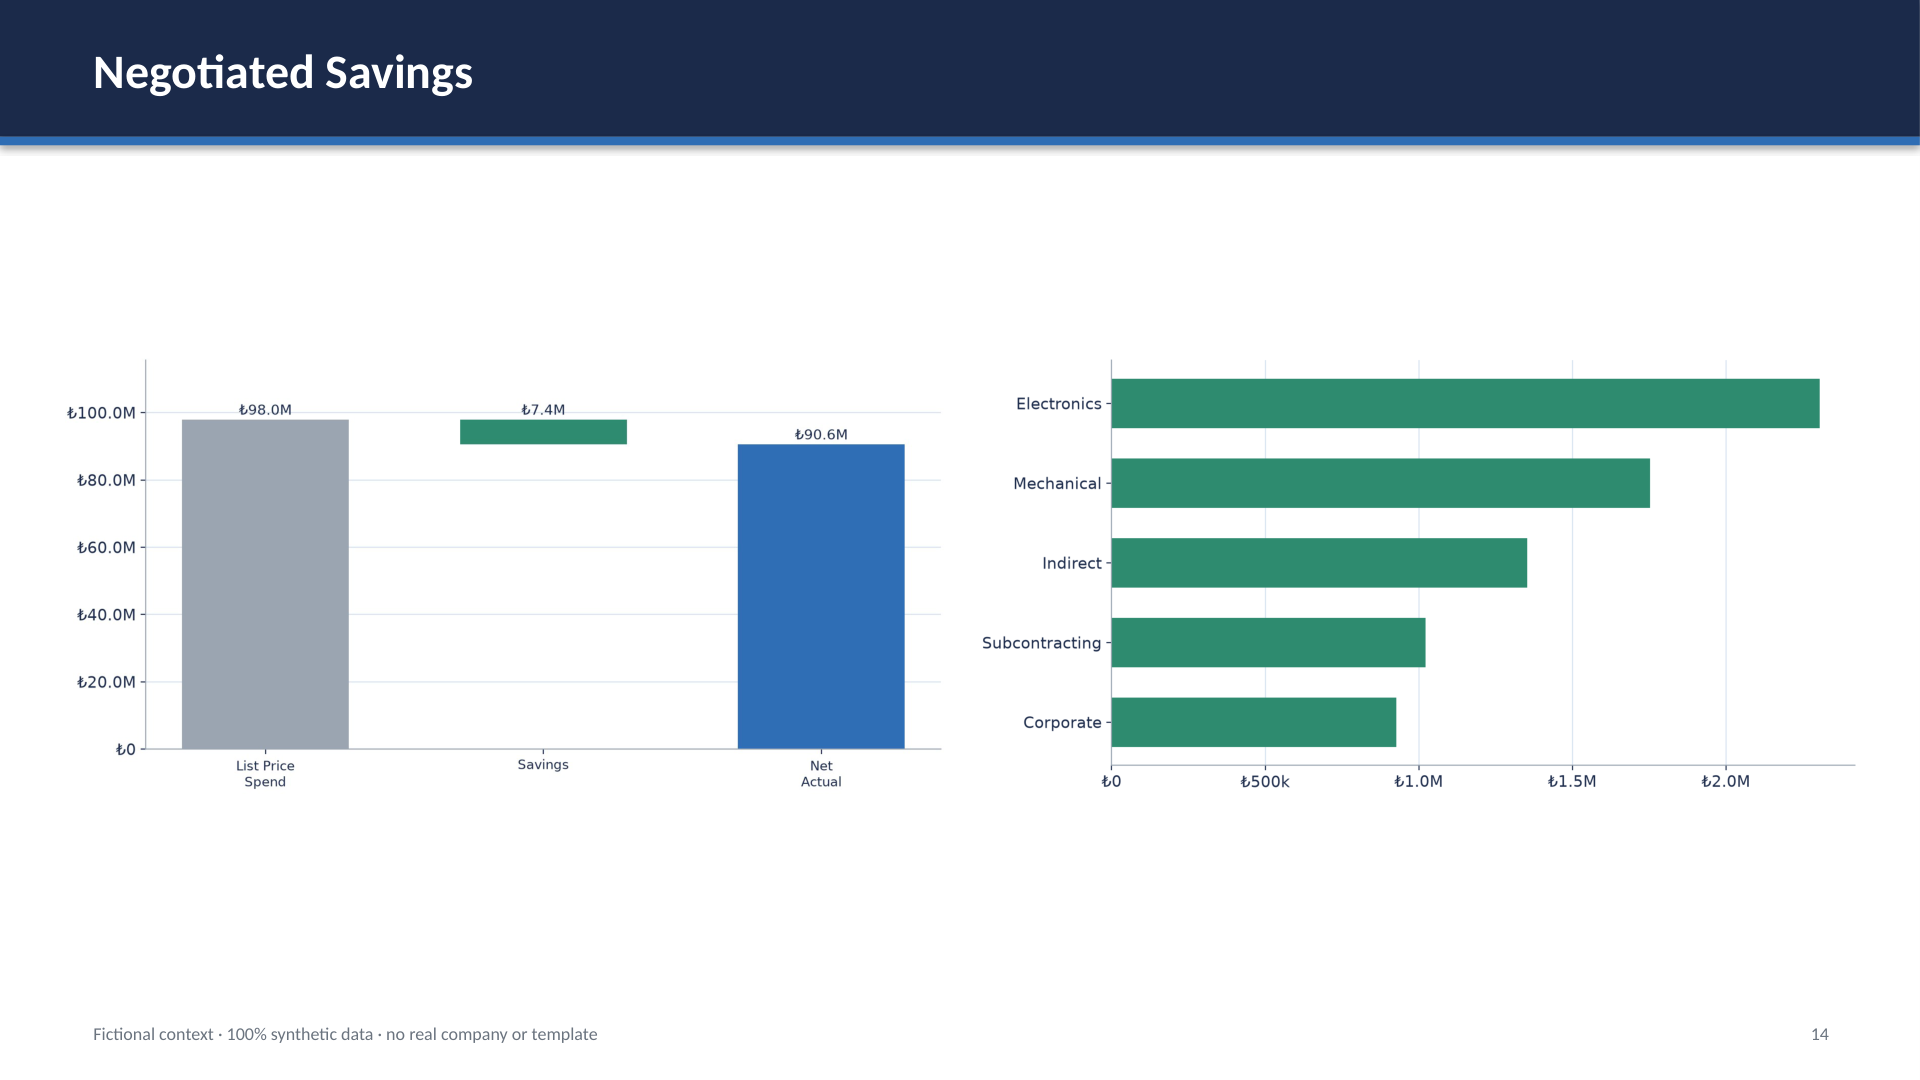 Negotiated Savings
₺100.0M
₺80.0M
₺60.0M
₺40.0M
₺20.0M
₺0
₺98.0M
₺7.4M
₺90.6M
List Price
Spend
Savings
Net
Actual
Electronics
Mechanical
Indirect
Subcontracting
Corporate
₺0
₺500k
₺1.0M
₺1.5M
₺2.0M
Fictional context · 100% synthetic data · no real company or template
14